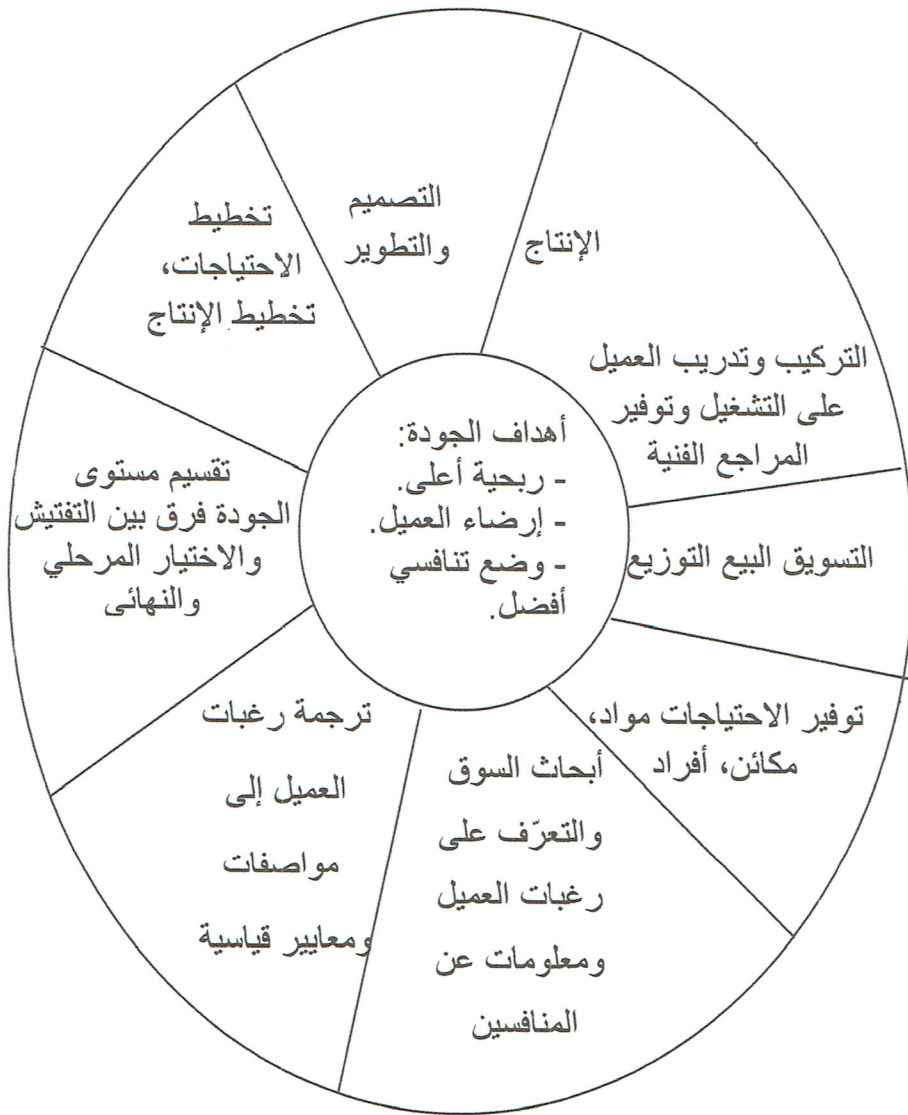 التصميم
والتطوير
الإنتاج
تخطيط
الاحتياجات،
تخطيط الإنتاج
التركيب وتدريب العميل
على التشغيل وتوفير
المراجع الفنية
أهداف الجودة:
- ربحية أعلى.
- إرضاء العميل.
- وضع تنافسي
أفضل.
تقسيم مستوى
الجودة فرق بين التفتيش
والاختيار المرحلي
والنهائى
التسويق البيع التوزيع
توفير الاحتياجات مواد،
مكائن، أفراد
ترجمة رغبات
العميل إلى
مواصفات
ومعايير قياسية
أبحاث السوق
والتعرّف على
رغبات العميل
ومعلومات عن
المنافسين